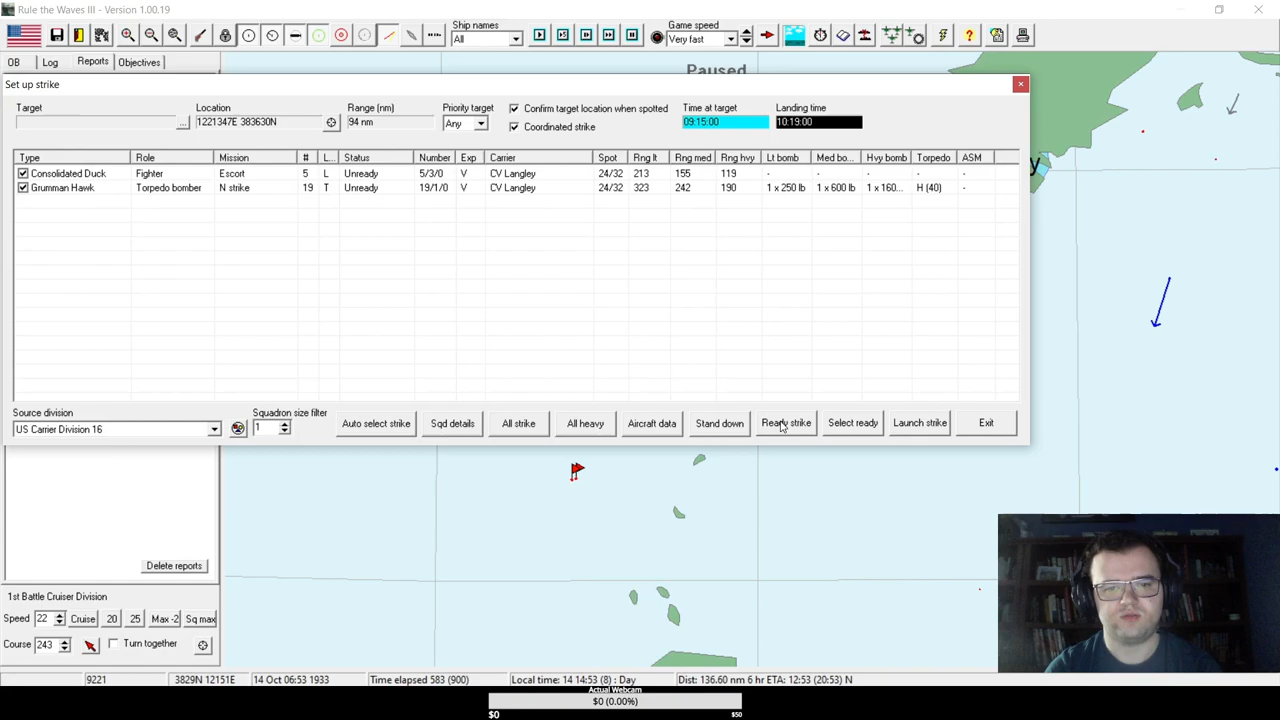 Rule the Waves III - Version 1.00.19
Ship names
All
Game speed
Very fast
OB
Log
Reports
Objectives
Paused
Set up strike
Target
...
Location
1221347E 383630N
Range (nm)
94 nm
Priority target
Any
Confirm target location when spotted
Coordinated strike
Time at target
09:15:00
Landing time
10:19:00
Type Role Mission # L... Status Number Exp Carrier Spot Rng lt Rng med Rng hvy Lt bomb Med bo... Hvy bomb Torpedo ASM
Consolidated Duck Fighter Escort 5 L Unready 5/3/0 V CV Langley 24/32 213 155 119 - - - - -
Grumman Hawk Torpedo bomber N strike 19 T Unready 19/1/0 V CV Langley 24/32 323 242 190 1 x 250 lb 1 x 600 lb 1 x 160... H (40) -
y
Source division
US Carrier Division 16
Squadron size filter
1
Auto select strike
Sqd details
All strike
All heavy
Aircraft data
Stand down
Ready strike
Select ready
Launch strike
Exit
Delete reports
1st Battle Cruiser Division
Speed 22 Cruise 20 25 Max -2 Sq max
Course 243 Turn together
9221 3829N 12151E 14 Oct 06:53 1933 Time elapsed 583 (900) Local time: 14 14:53 (8) : Day Dist: 136.60 nm 6 hr ETA: 12:53 (20:53) N
Actual Webcam
$0 (0.00%)
$0
$50